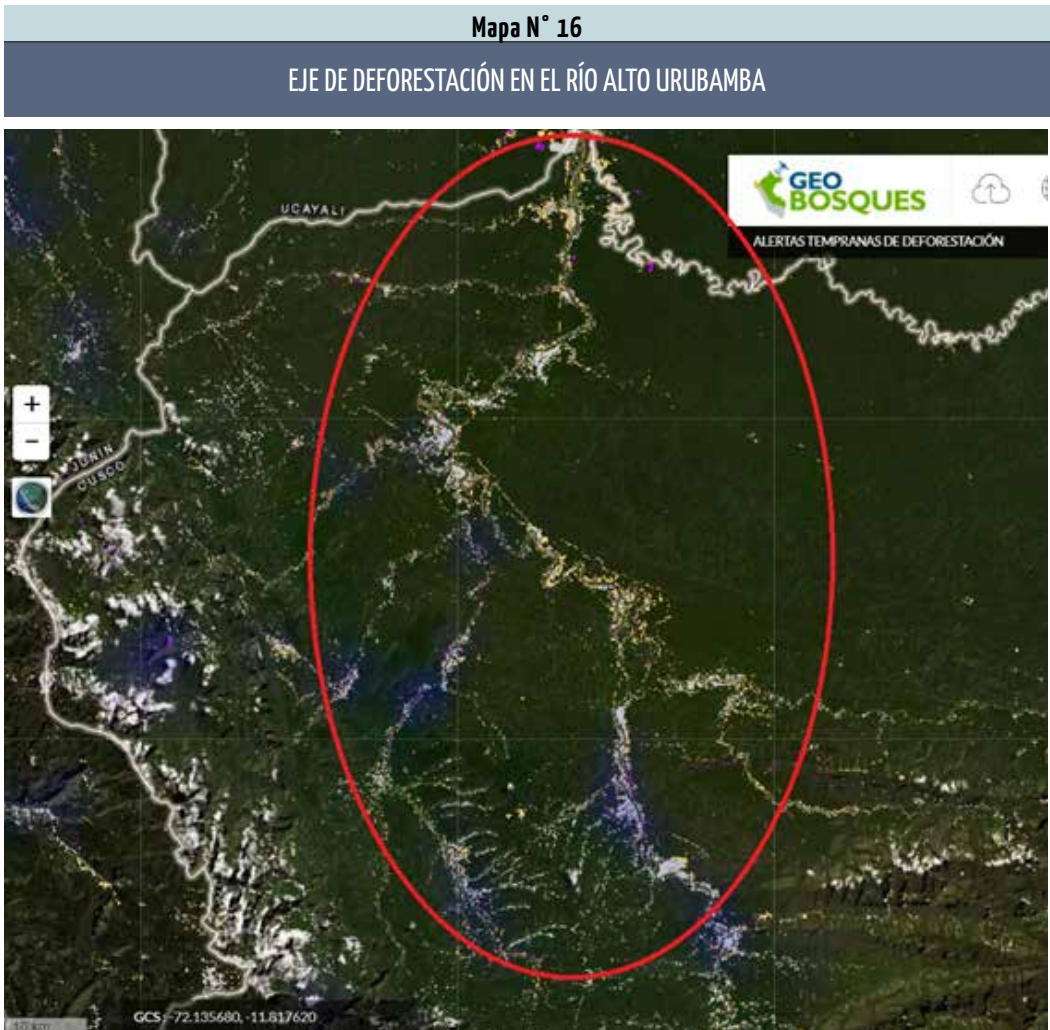 Mapa N° 16
EJE DE DEFORESTACIÓN EN EL RÍO ALTO URUBAMBA
GEO
BOSQUES
ALERTAS TEMPRANAS DE DEFORESTACIÓN
UCAYALI
+
−
JUNIN
CUSCO
GCS: -72.135680, -11.817620